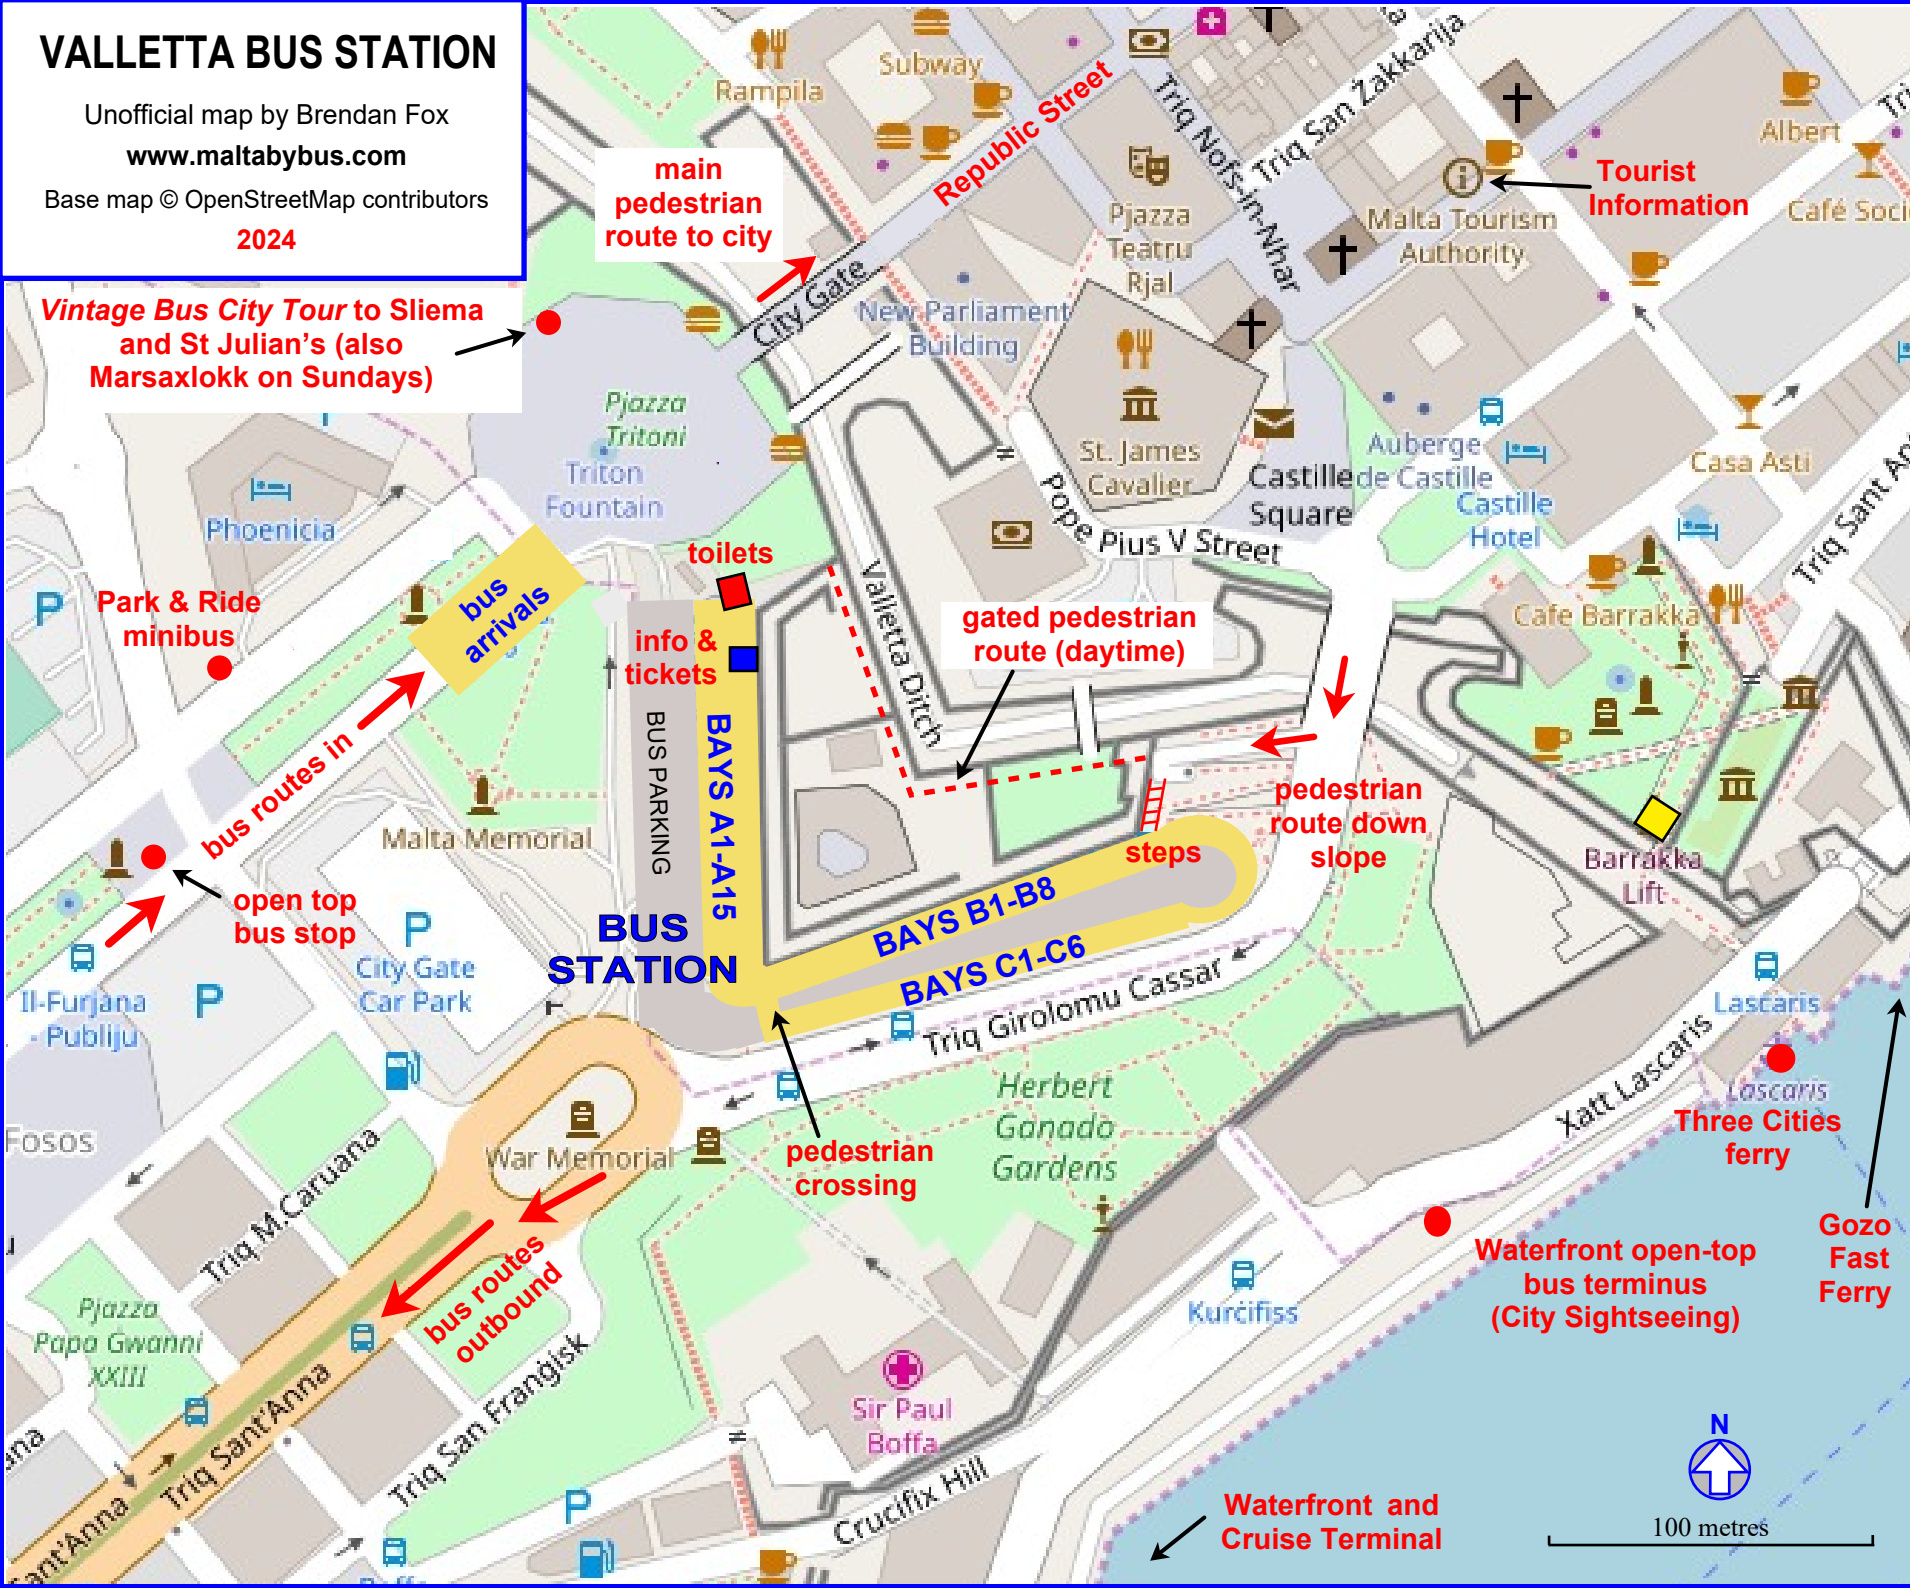 VALLETTA BUS STATION
Unofficial map by Brendan Fox
www.maltabybus.com
Base map © OpenStreetMap contributors
2024
Rampila
Subway
Republic Street
Triq Nofs-in-Nhar
Triq San Zakkarija
Albert
Tri
main
pedestrian
route to city
Tourist
Information
Malta Tourism
Authority
Café Soci
Pjazza
Teatru
Rjal
Vintage Bus City Tour to Sliema
and St Julian's (also
Marsaxlokk on Sundays)
City Gate
New Parliament
Building
Pjazza
Tritoni
Triton
Fountain
St. James
Cavalier
Castille
Square
Auberge
de Castille
Castille
Hotel
Casa Asti
Triq Sant An
Phoenicia
Pope Pius V Street
P
Park & Ride
minibus
bus
arrivals
toilets
info &
tickets
Valletta Ditch
gated pedestrian
route (daytime)
Cafe Barrakka
BUS PARKING
BAYS A1-A15
bus routes in
Malta Memorial
pedestrian
route down
slope
steps
Barrakka
Lift
open top
bus stop
P
City Gate
Car Park
BUS
STATION
BAYS B1-B8
BAYS C1-C6
Triq Girolomu Cassar
Il-Furjana
- Publiju
P
Lascaris
Lascaris
Three Cities
ferry
Xatt Lascaris
Herbert
Ganado
Gardens
Fosos
War Memorial
pedestrian
crossing
Triq M.Caruana
bus routes
outbound
Gozo
Fast
Ferry
Waterfront open-top
bus terminus
(City Sightseeing)
Kurċifiss
Pjazza
Papa Gwanni
XXIII
Triq Sant'Anna
Triq San Franġisk
Sir Paul
Boffa
Crucifix Hill
ana
Sant'Anna
P
N
100 metres
Waterfront and
Cruise Terminal